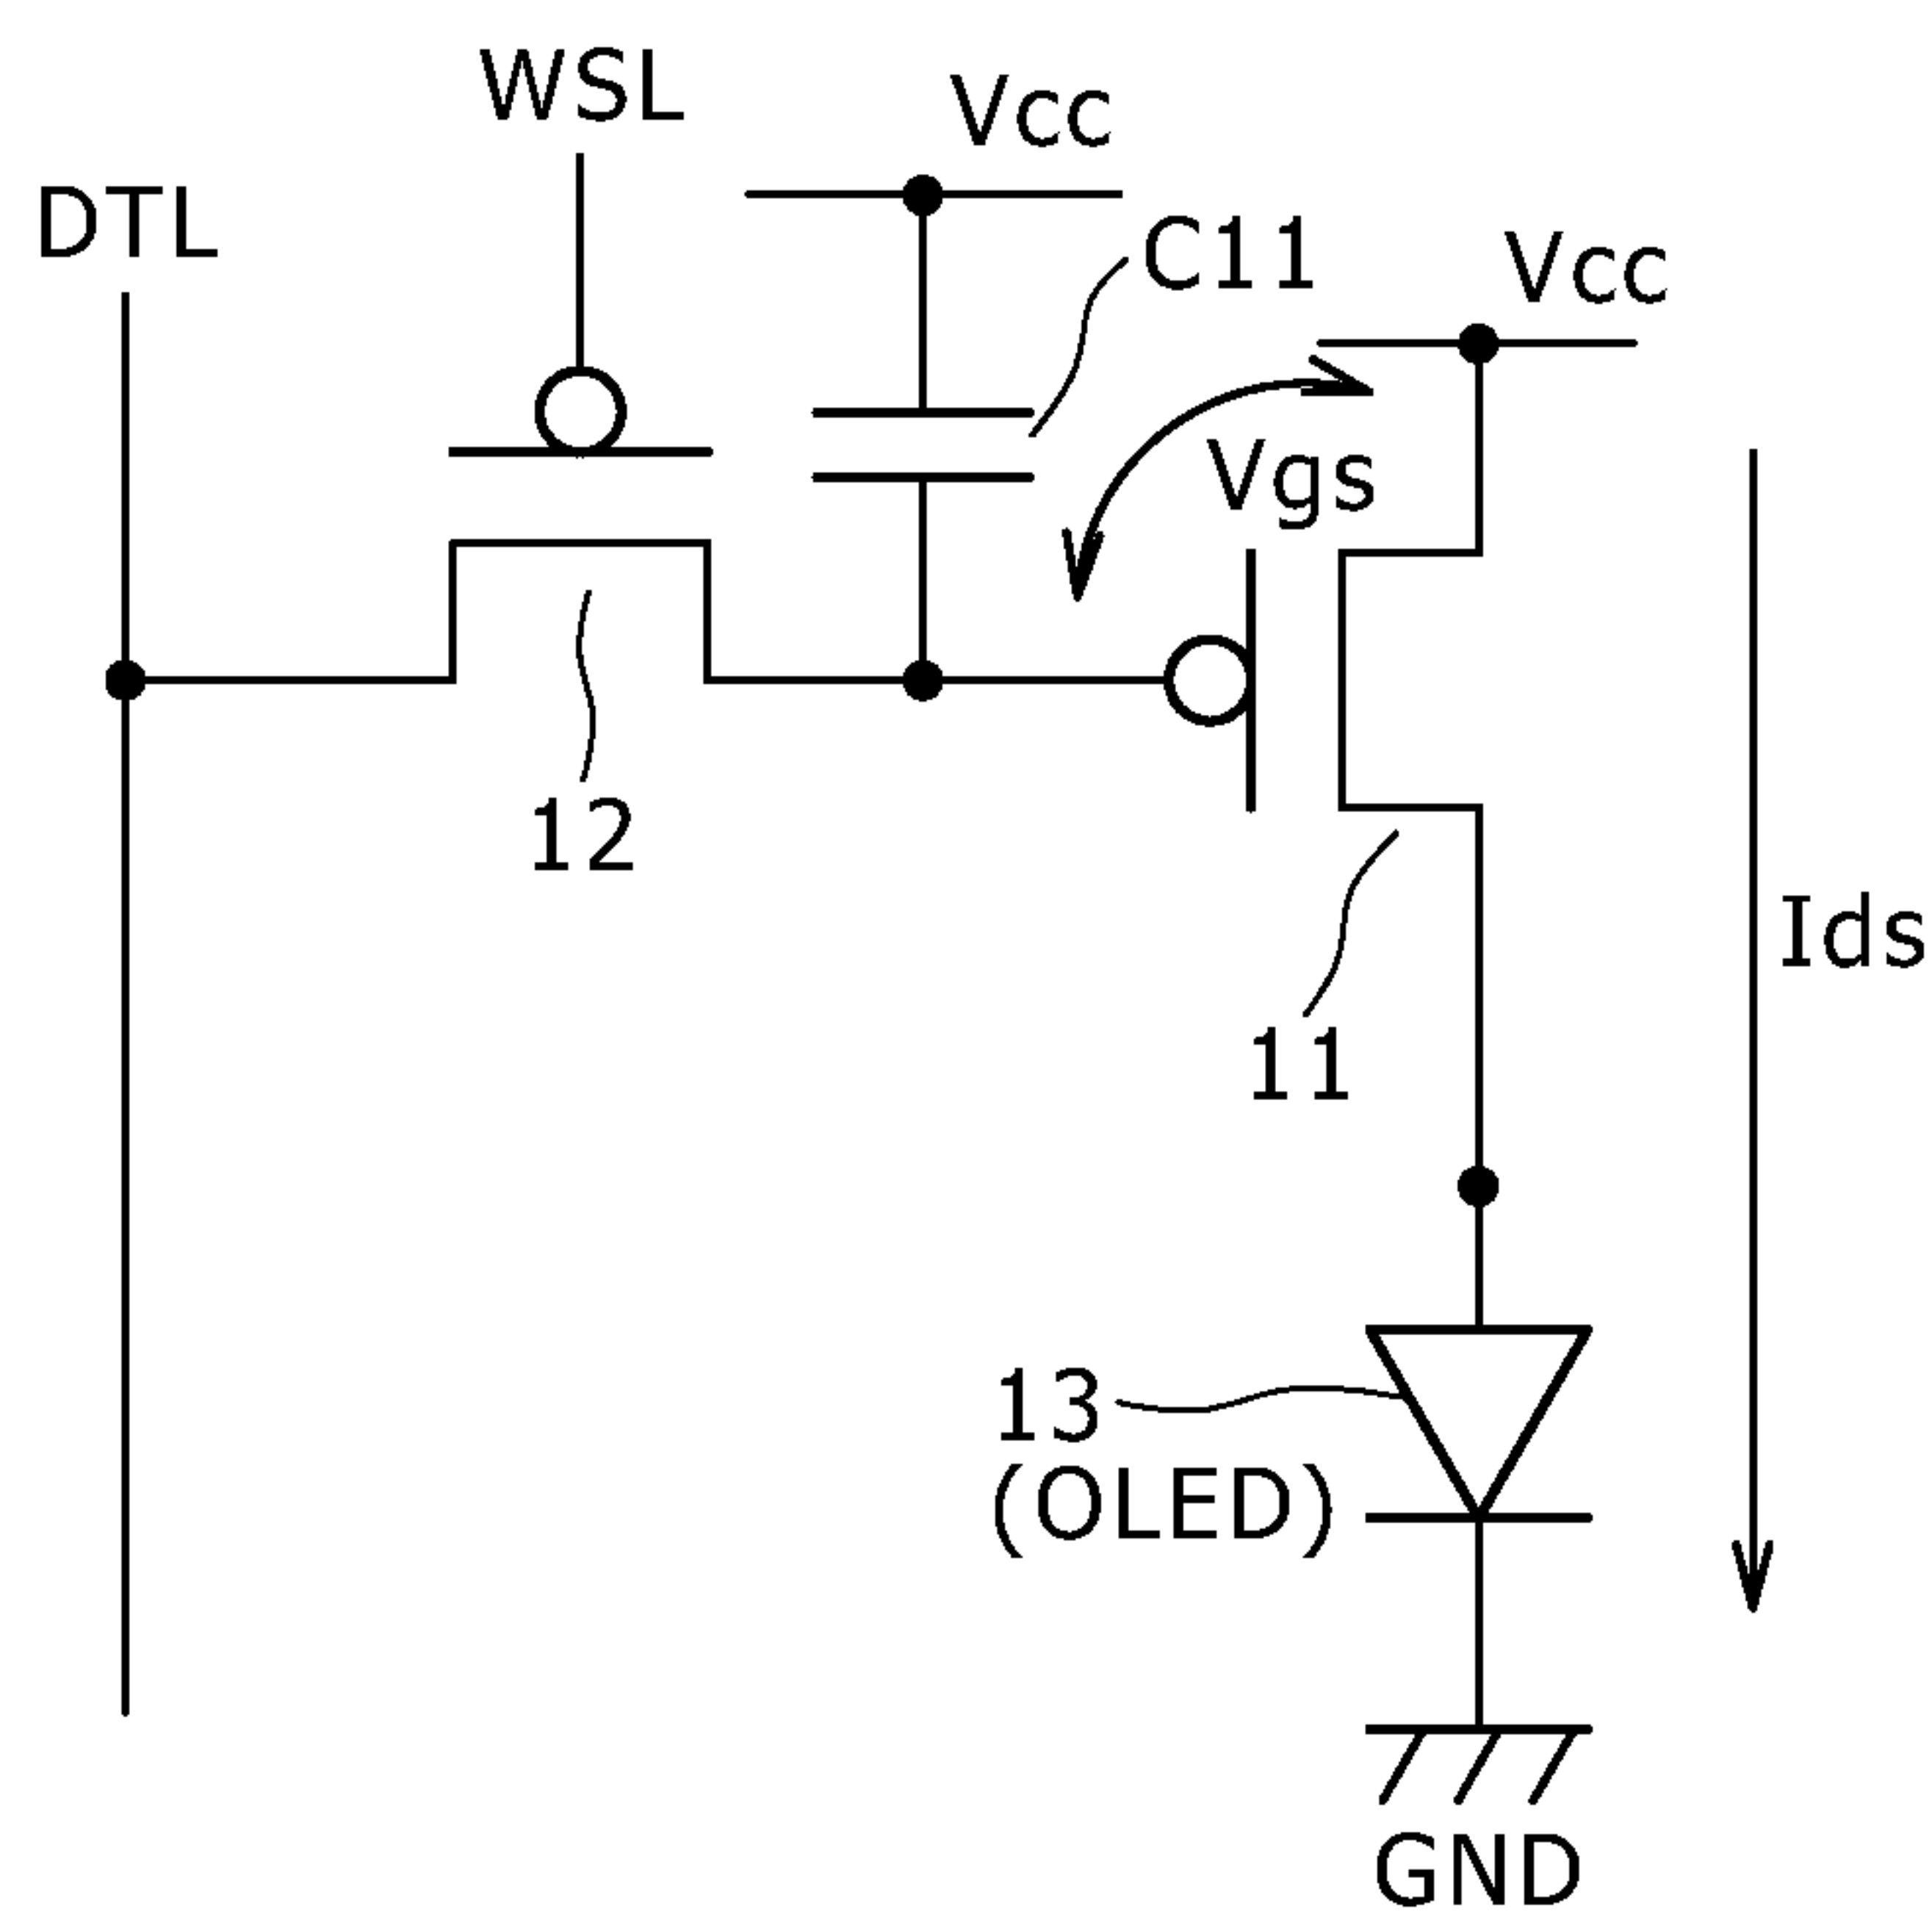 WSL
Vcc
DTL
C11
Vcc
Vgs
12
Ids
11
13
(OLED)
GND